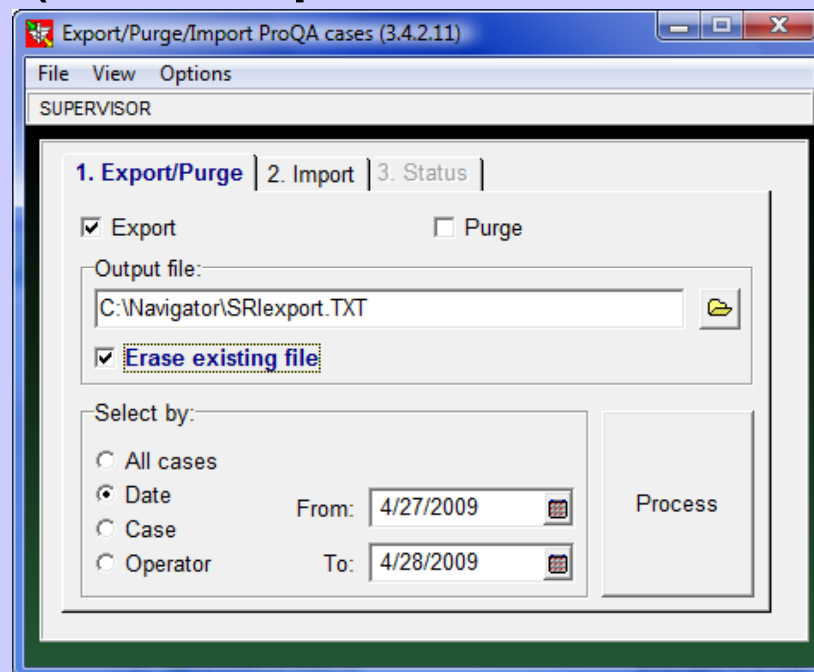 Export/Purge/Import ProQA cases (3.4.2.11)
File View Options
SUPERVISOR
1. Export/Purge 2. Import 3. Status
Export Purge
Output file:
C:\Navigator\SRIexport.TXT
Erase existing file
Select by:
All cases
Date
Case
Operator
From: 4/27/2009
To: 4/28/2009
Process